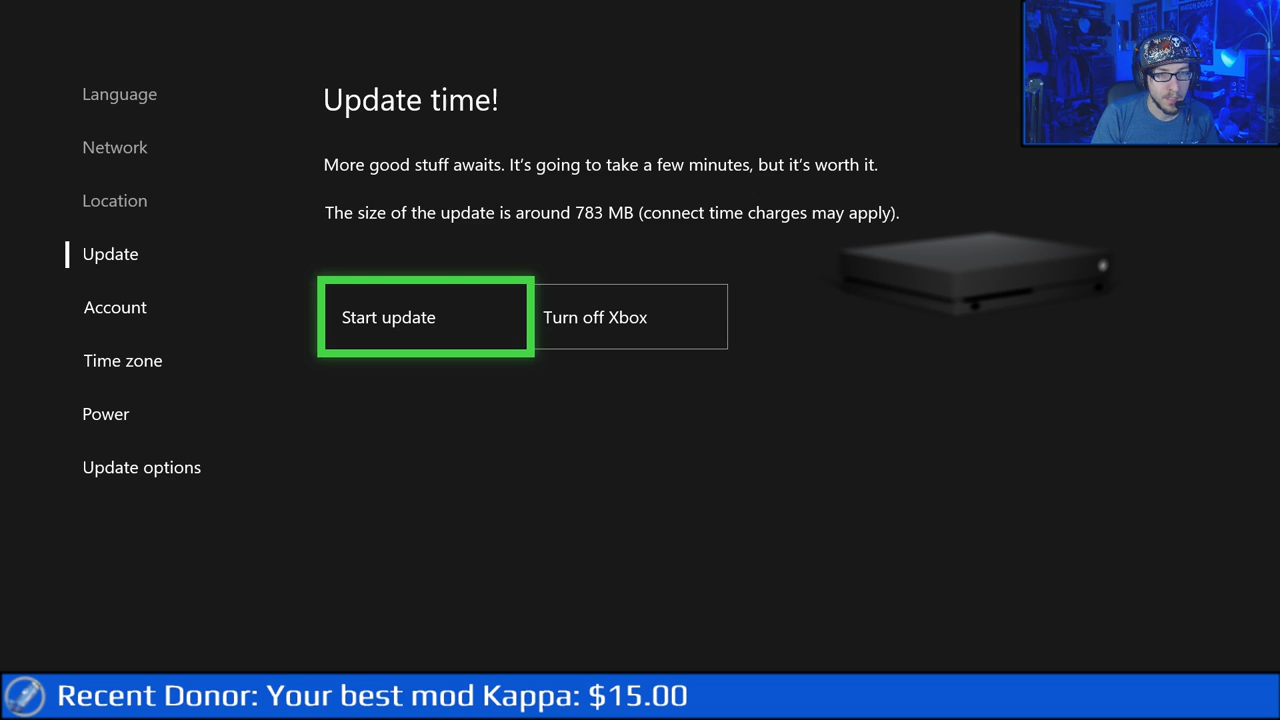 Language
Network
Location
Update
Account
Time zone
Power
Update options
Update time!
More good stuff awaits. It's going to take a few minutes, but it's worth it.
The size of the update is around 783 MB (connect time charges may apply).
Start update
Turn off Xbox
Recent Donor: Your best mod Kappa: $15.00